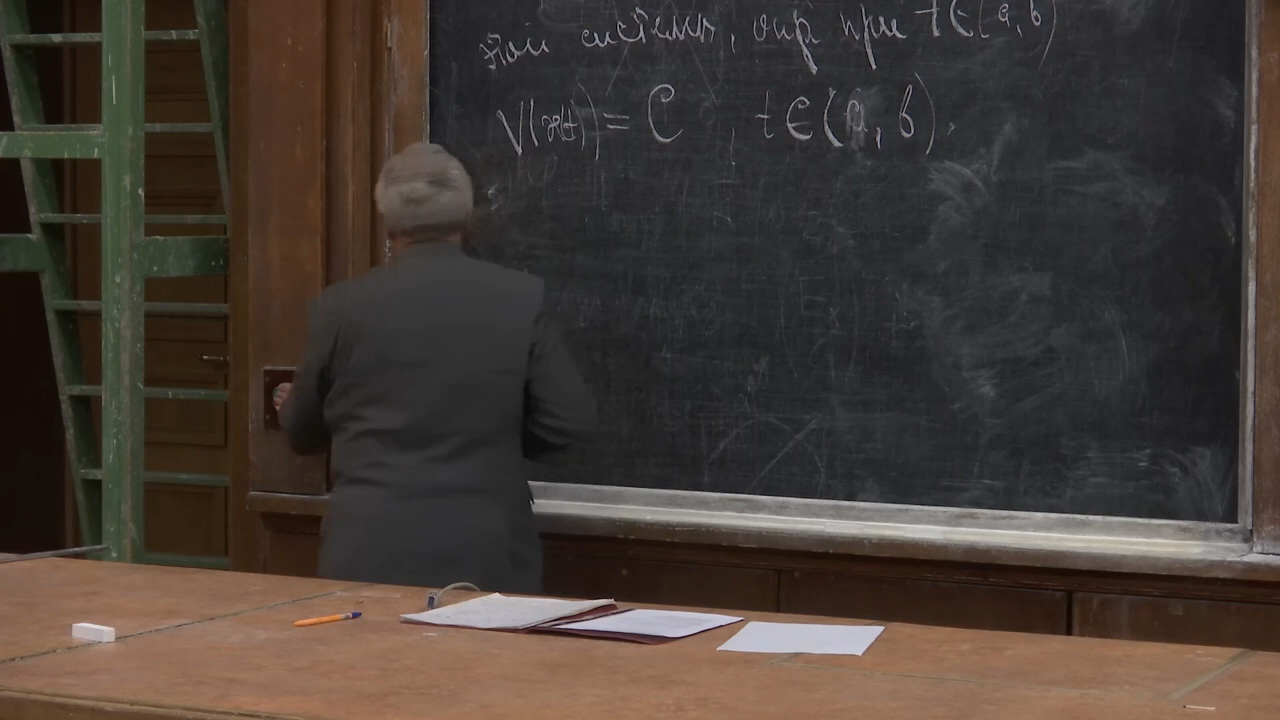 этой системы, опр при t ∈ (a, b)
V(x(t)) = C, t ∈ (a, b),